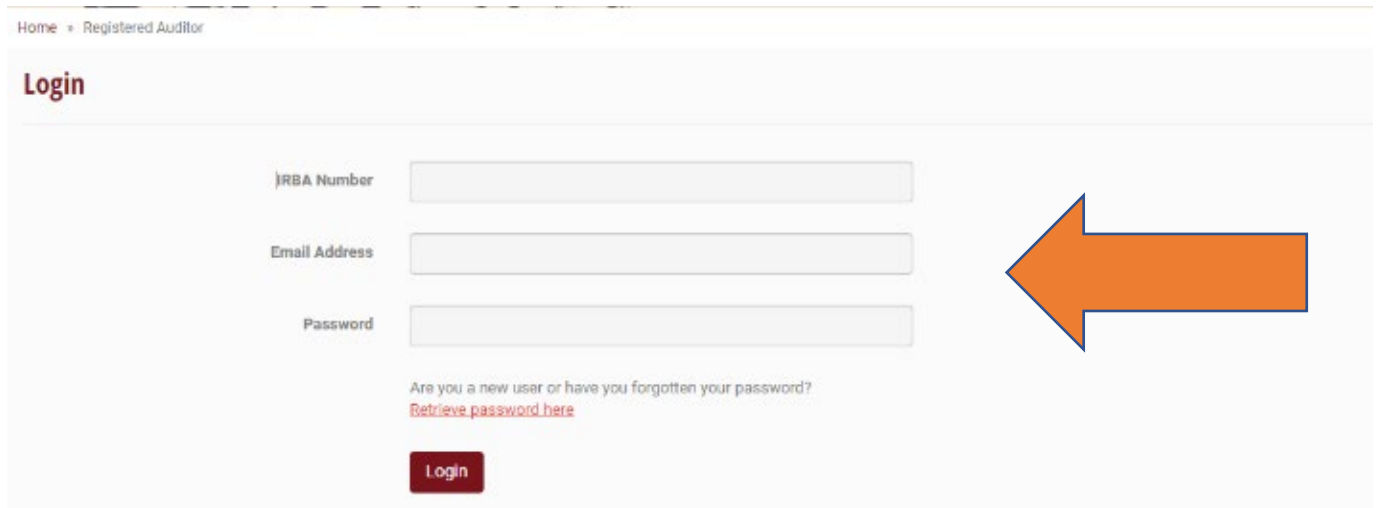 Home » Registered Auditor
Login
IRBA Number
Email Address
Password
Are you a new user or have you forgotten your password?
Retrieve password here
Login